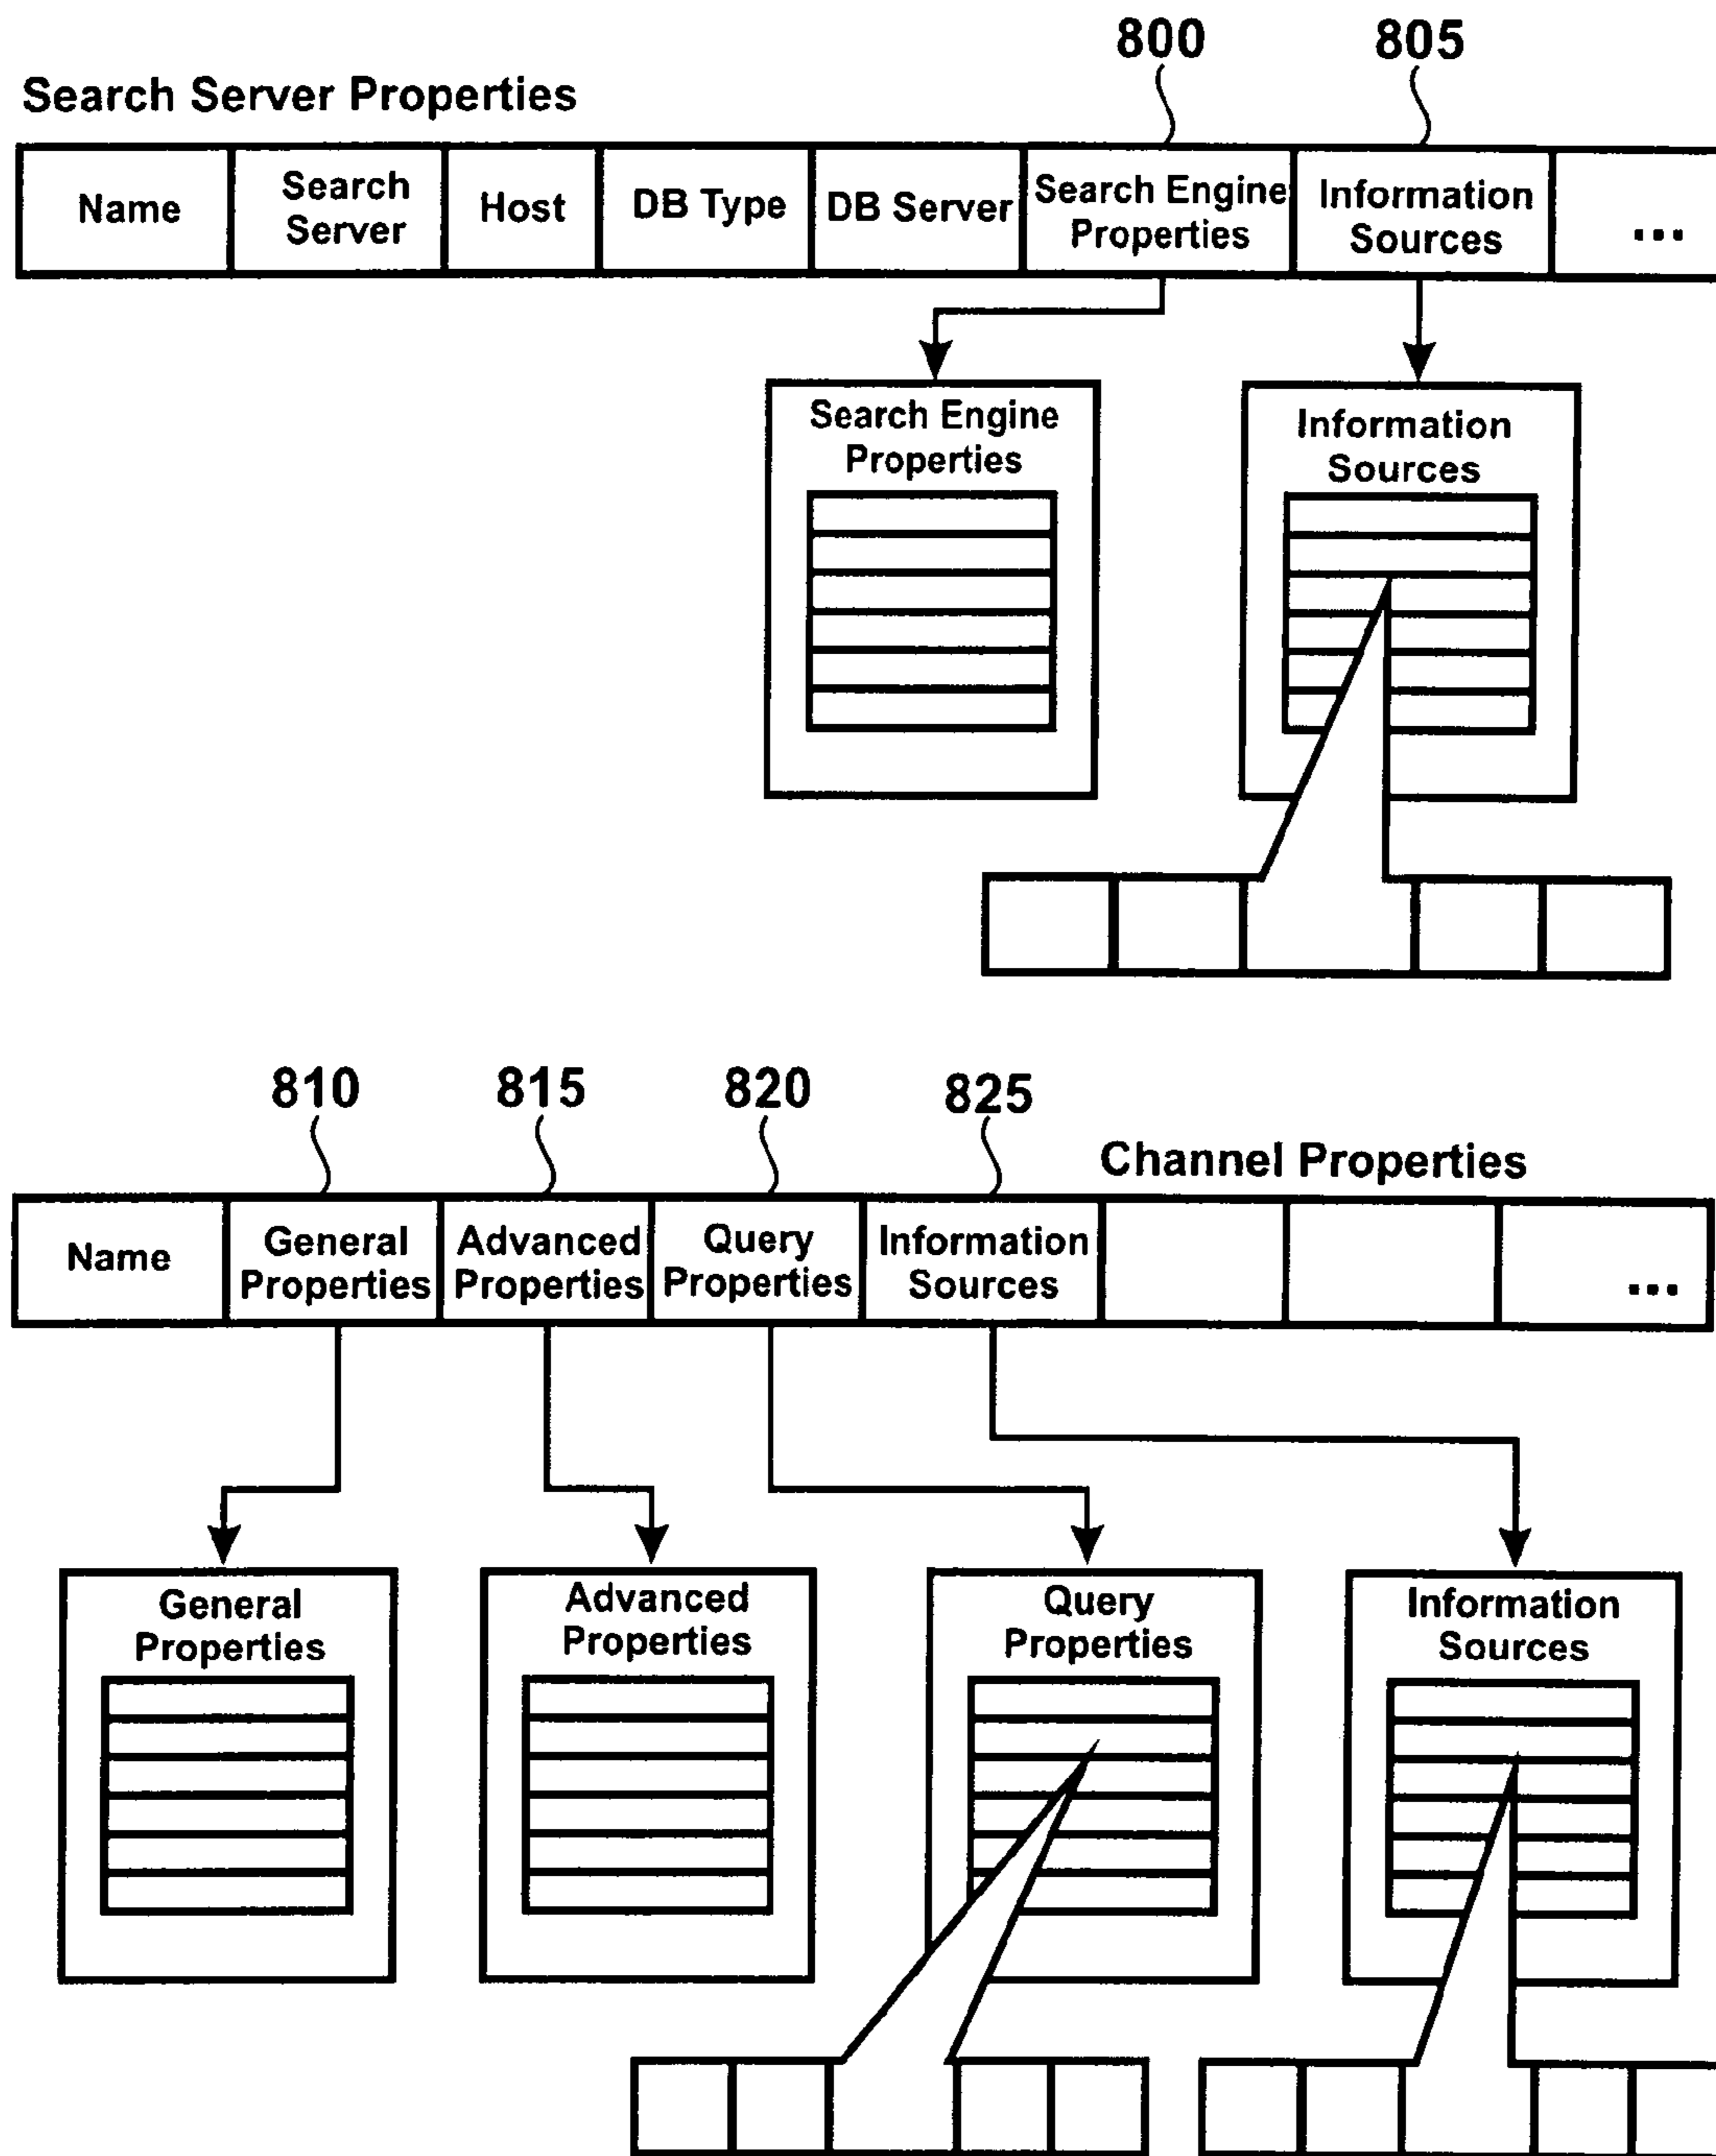 800 805
Search Server Properties
Name Search Server Host DB Type DB Server Search Engine Properties Information Sources ...
Search Engine
Properties
Information
Sources
810 815 820 825
Channel Properties
Name General Properties Advanced Properties Query Properties Information Sources ...
General
Properties
Advanced
Properties
Query
Properties
Information
Sources